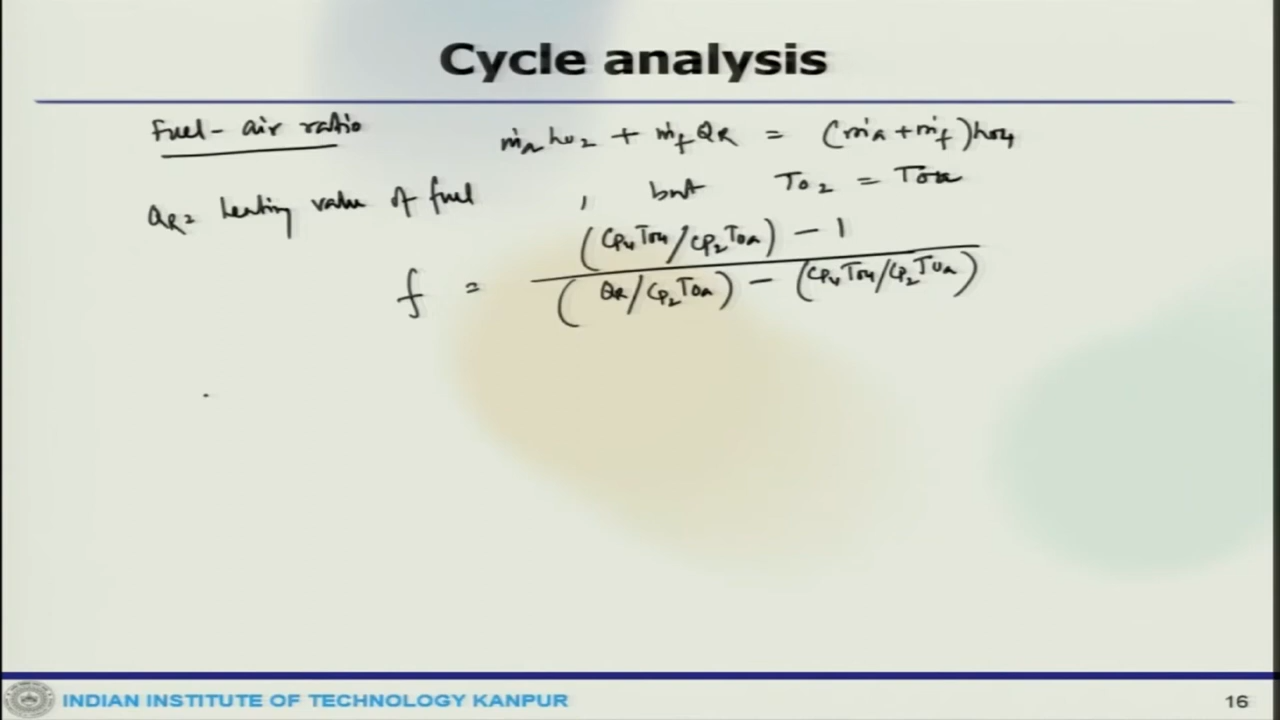 Cycle analysis
Fuel - air ratio
ṁa h02 + ṁf QR = (ṁa + ṁf) h04
QR = heating value of fuel , but T02 = T0a
f = ((Cp4 T04 / Cp2 T0a) - 1) / ((QR / Cp2 T0a) - (Cp4 T04 / Cp2 T0a))
INDIAN INSTITUTE OF TECHNOLOGY KANPUR
16